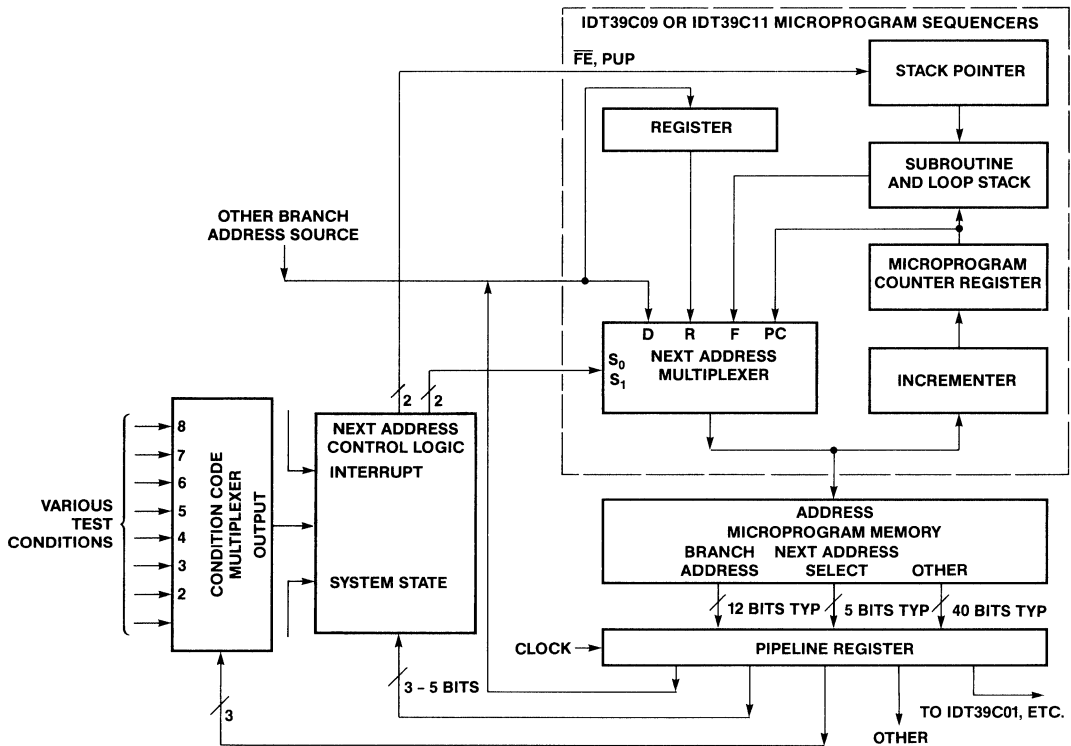 IDT39C09 OR IDT39C11 MICROPROGRAM SEQUENCERS
F̅E̅, PUP
STACK POINTER
REGISTER
SUBROUTINE
AND LOOP STACK
OTHER BRANCH
ADDRESS SOURCE
MICROPROGRAM
COUNTER REGISTER
D R F PC
S₀
S₁
NEXT ADDRESS
MULTIPLEXER
INCREMENTER
2
2
VARIOUS
TEST
CONDITIONS
8
7
6
5
4
3
2
CONDITION CODE
MULTIPLEXER
OUTPUT
NEXT ADDRESS
CONTROL LOGIC
INTERRUPT
SYSTEM STATE
ADDRESS
MICROPROGRAM MEMORY
BRANCH
ADDRESS
NEXT ADDRESS
SELECT
OTHER
12 BITS TYP
5 BITS TYP
40 BITS TYP
CLOCK
PIPELINE REGISTER
3 – 5 BITS
3
TO IDT39C01, ETC.
OTHER